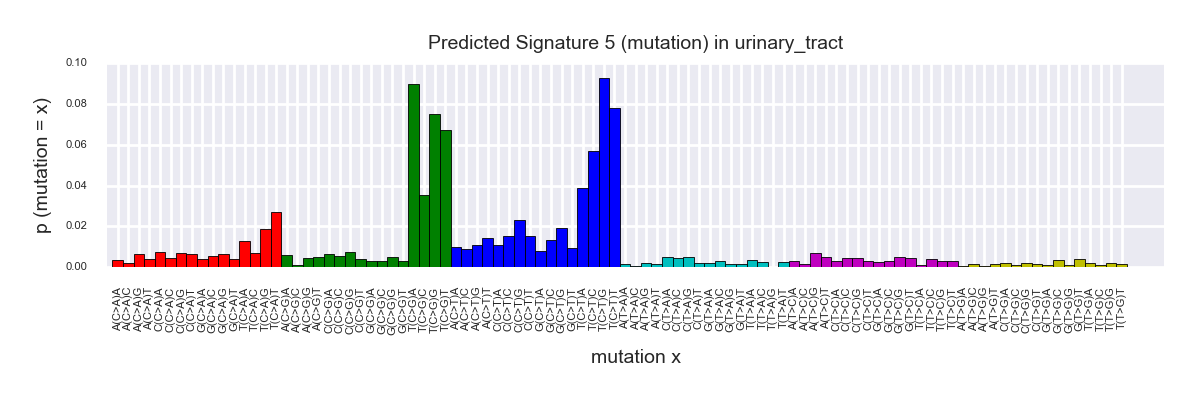 Predicted Signature 5 (mutation) in urinary_tract
p (mutation = x)
0.10
0.08
0.06
0.04
0.02
0.00
A(C>A)A
A(C>A)C
A(C>A)G
A(C>A)T
C(C>A)A
C(C>A)C
C(C>A)G
C(C>A)T
G(C>A)A
G(C>A)C
G(C>A)G
G(C>A)T
T(C>A)A
T(C>A)C
T(C>A)G
T(C>A)T
A(C>G)A
A(C>G)C
A(C>G)G
A(C>G)T
C(C>G)A
C(C>G)C
C(C>G)G
C(C>G)T
G(C>G)A
G(C>G)C
G(C>G)G
G(C>G)T
T(C>G)A
T(C>G)C
T(C>G)G
T(C>G)T
A(C>T)A
A(C>T)C
A(C>T)G
A(C>T)T
C(C>T)A
C(C>T)C
C(C>T)G
C(C>T)T
G(C>T)A
G(C>T)C
G(C>T)G
G(C>T)T
T(C>T)A
T(C>T)C
T(C>T)G
T(C>T)T
A(T>A)A
A(T>A)C
A(T>A)G
A(T>A)T
C(T>A)A
C(T>A)C
C(T>A)G
C(T>A)T
G(T>A)A
G(T>A)C
G(T>A)G
G(T>A)T
T(T>A)A
T(T>A)C
T(T>A)G
T(T>A)T
A(T>C)A
A(T>C)C
A(T>C)G
A(T>C)T
C(T>C)A
C(T>C)C
C(T>C)G
C(T>C)T
G(T>C)A
G(T>C)C
G(T>C)G
G(T>C)T
T(T>C)A
T(T>C)C
T(T>C)G
T(T>C)T
A(T>G)A
A(T>G)C
A(T>G)G
A(T>G)T
C(T>G)A
C(T>G)C
C(T>G)G
C(T>G)T
G(T>G)A
G(T>G)C
G(T>G)G
G(T>G)T
T(T>G)A
T(T>G)C
T(T>G)G
T(T>G)T
mutation x